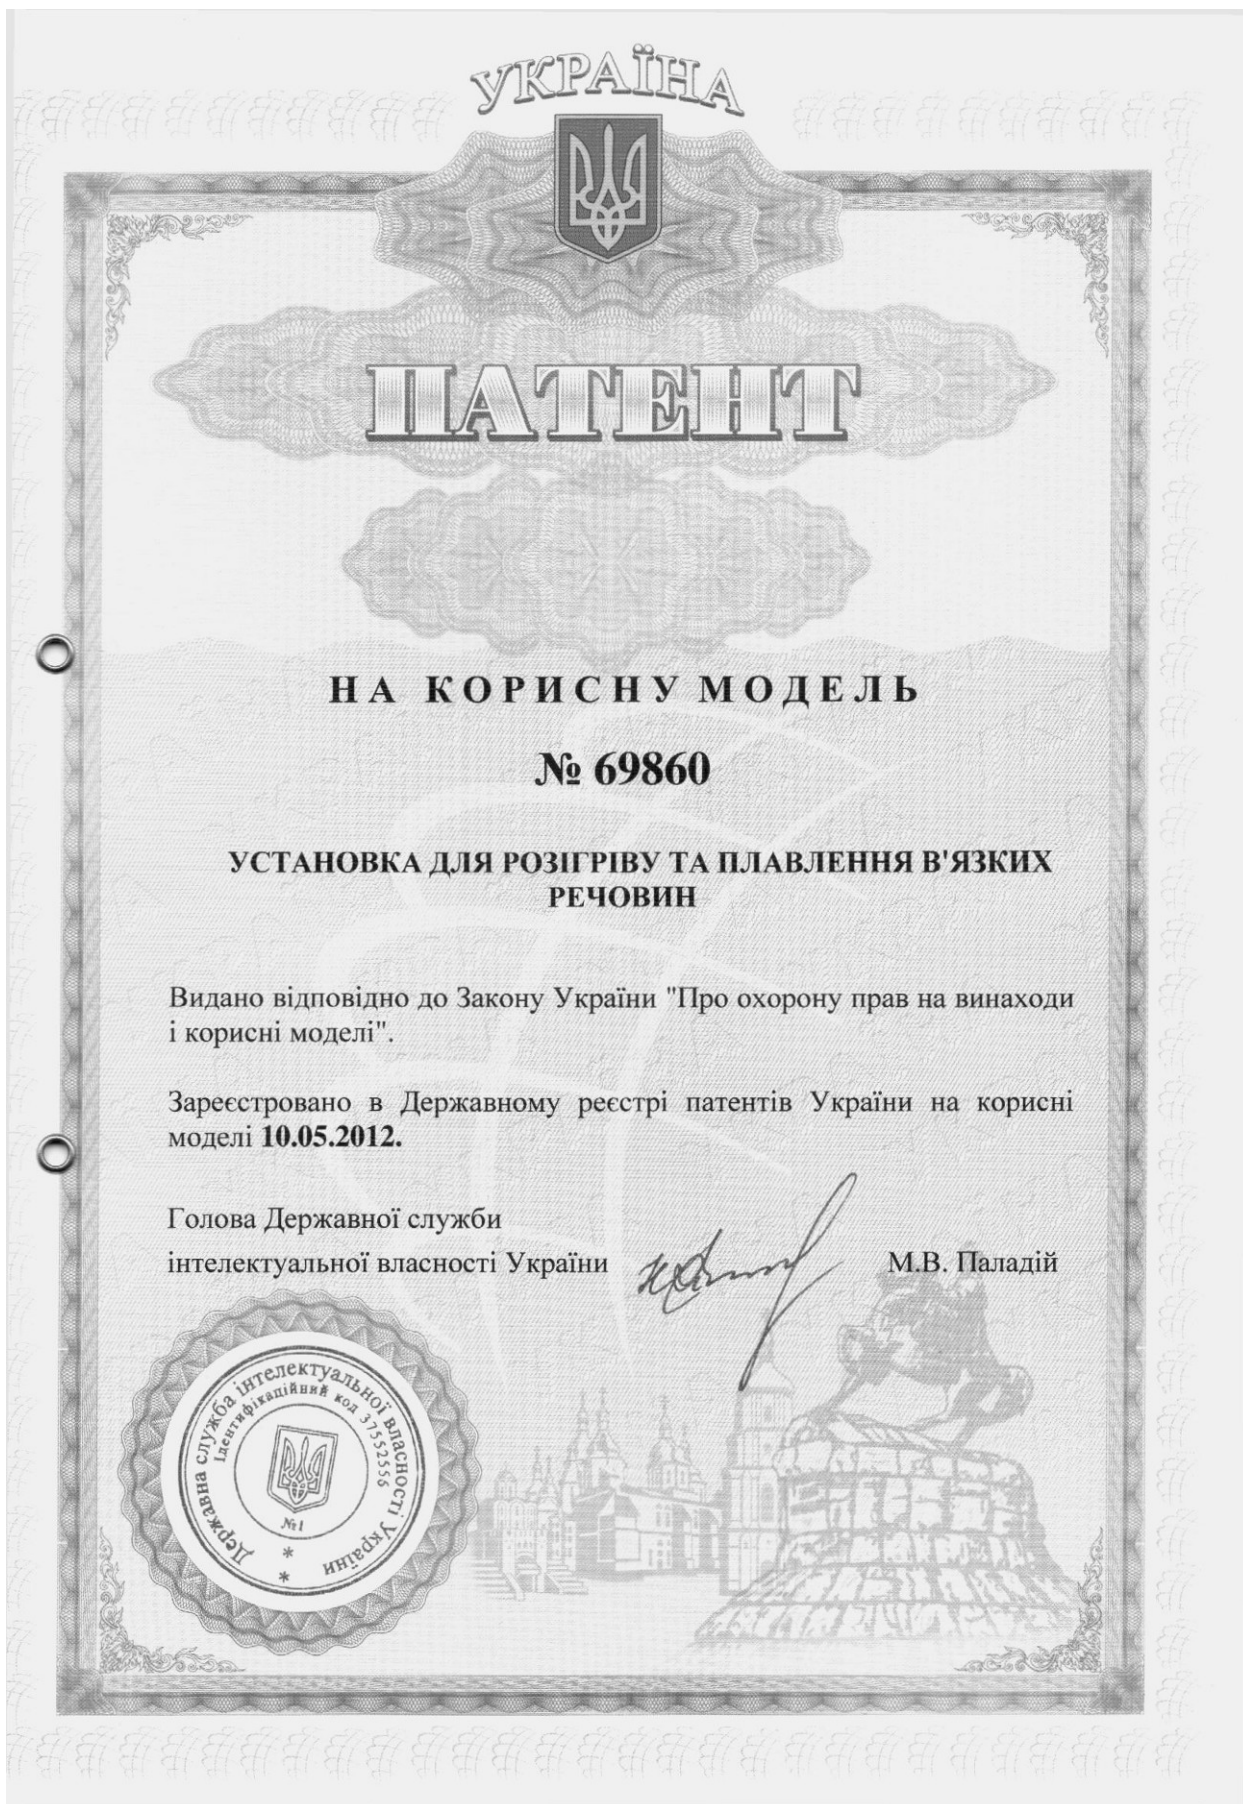 УКРАЇНА
ПАТЕНТ
НА КОРИСНУ МОДЕЛЬ
№ 69860
УСТАНОВКА ДЛЯ РОЗІГРІВУ ТА ПЛАВЛЕННЯ В'ЯЗКИХ
РЕЧОВИН
Видано відповідно до Закону України "Про охорону прав на винаходи
і корисні моделі".
Зареєстровано в Державному реєстрі патентів України на корисні
моделі 10.05.2012.
Голова Державної служби
інтелектуальної власності України
М.В. Паладій
Державна служба інтелектуальної власності України
Ідентифікаційний код 37552556
№1